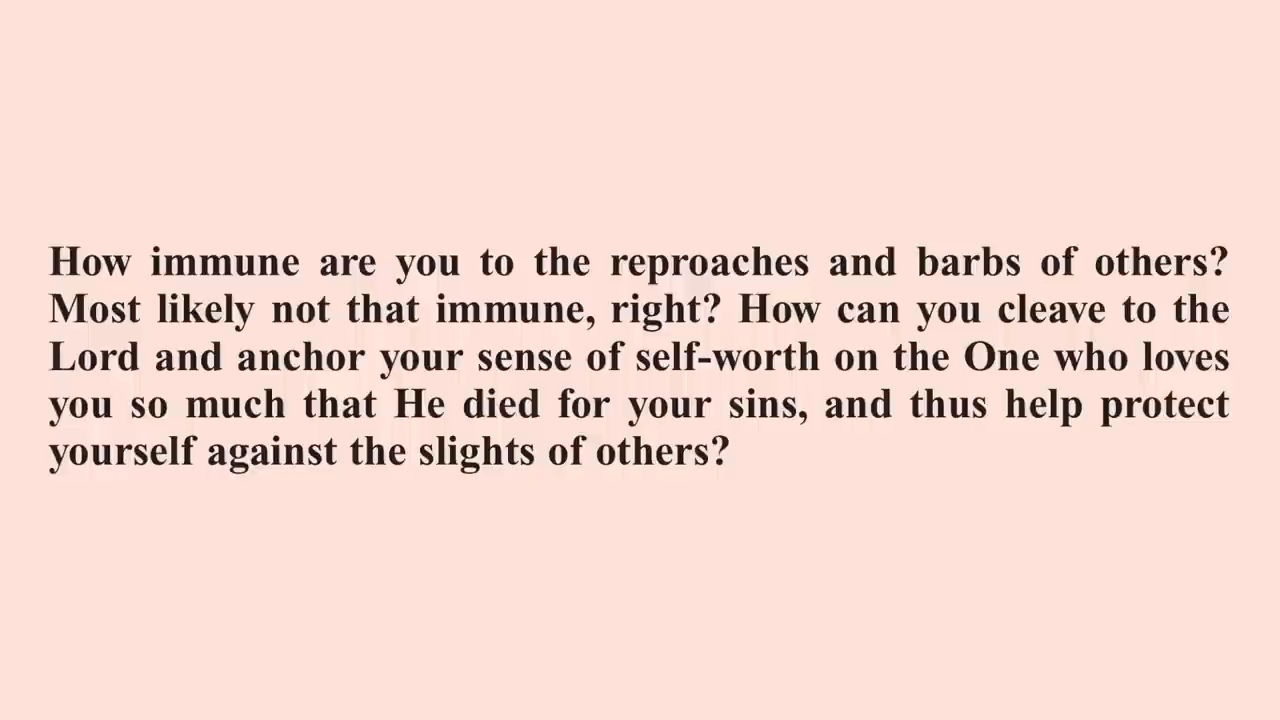 How immune are you to the reproaches and barbs of others?
Most likely not that immune, right? How can you cleave to the
Lord and anchor your sense of self-worth on the One who loves
you so much that He died for your sins, and thus help protect
yourself against the slights of others?